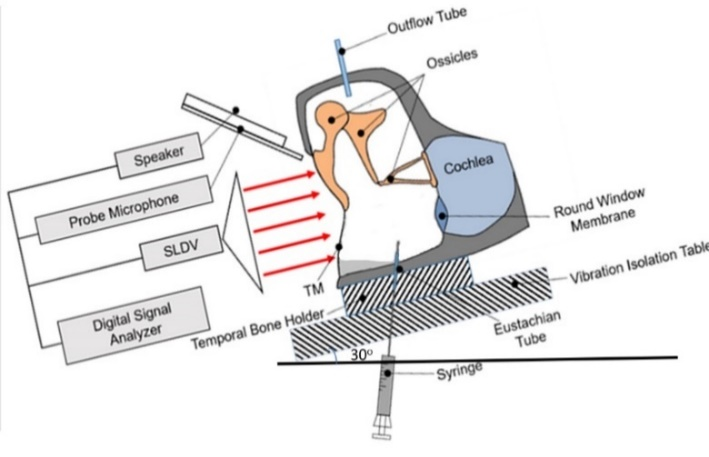 Outflow Tube
Ossicles
Speaker
Cochlea
Probe Microphone
Round Window
Membrane
SLDV
TM
Vibration Isolation Table
Digital Signal
Analyzer
Temporal Bone Holder
Eustachian
Tube
30º
Syringe